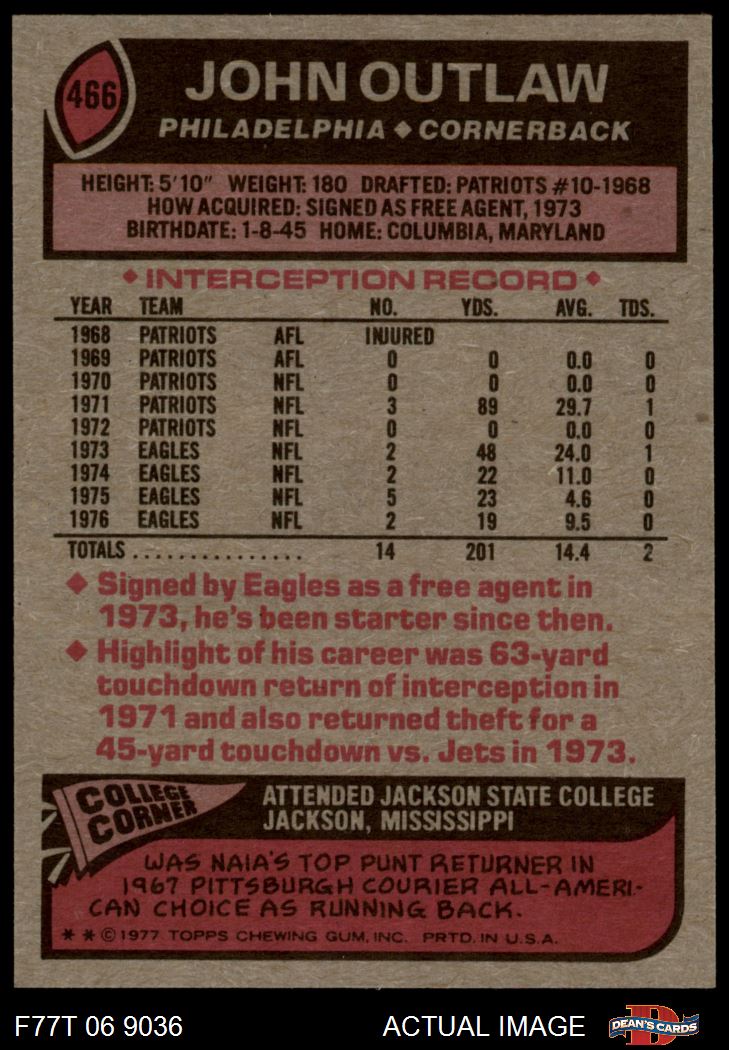 466
JOHN OUTLAW
PHILADELPHIA ◆ CORNERBACK
HEIGHT: 5'10" WEIGHT: 180 DRAFTED: PATRIOTS #10-1968
HOW ACQUIRED: SIGNED AS FREE AGENT, 1973
BIRTHDATE: 1-8-45 HOME: COLUMBIA, MARYLAND
◆ INTERCEPTION RECORD ◆
YEAR TEAM NO. YDS. AVG. TDS.
1968 PATRIOTS AFL INJURED
1969 PATRIOTS AFL 0 0 0.0 0
1970 PATRIOTS NFL 0 0 0.0 0
1971 PATRIOTS NFL 3 89 29.7 1
1972 PATRIOTS NFL 0 0 0.0 0
1973 EAGLES NFL 2 48 24.0 1
1974 EAGLES NFL 2 22 11.0 0
1975 EAGLES NFL 5 23 4.6 0
1976 EAGLES NFL 2 19 9.5 0
TOTALS ............... 14 201 14.4 2
◆ Signed by Eagles as a free agent in
1973, he's been starter since then.
◆ Highlight of his career was 63-yard
touchdown return of interception in
1971 and also returned theft for a
45-yard touchdown vs. Jets in 1973.
COLLEGE
CORNER
ATTENDED JACKSON STATE COLLEGE
JACKSON, MISSISSIPPI
WAS NAIA'S TOP PUNT RETURNER IN
1967 PITTSBURGH COURIER ALL-AMERI-
CAN CHOICE AS RUNNING BACK.
* * © 1977 TOPPS CHEWING GUM, INC. PRTD. IN U.S.A.
F77T 06 9036
ACTUAL IMAGE
D
DEAN'S CARDS